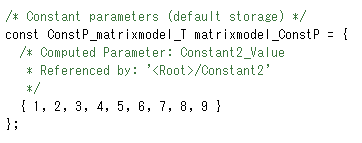 /* Constant parameters (default storage) */
const ConstP_matrixmodel_T matrixmodel_ConstP = {
  /* Computed Parameter: Constant2_Value
   * Referenced by: '<Root>/Constant2'
   */
  { 1, 2, 3, 4, 5, 6, 7, 8, 9 }
};